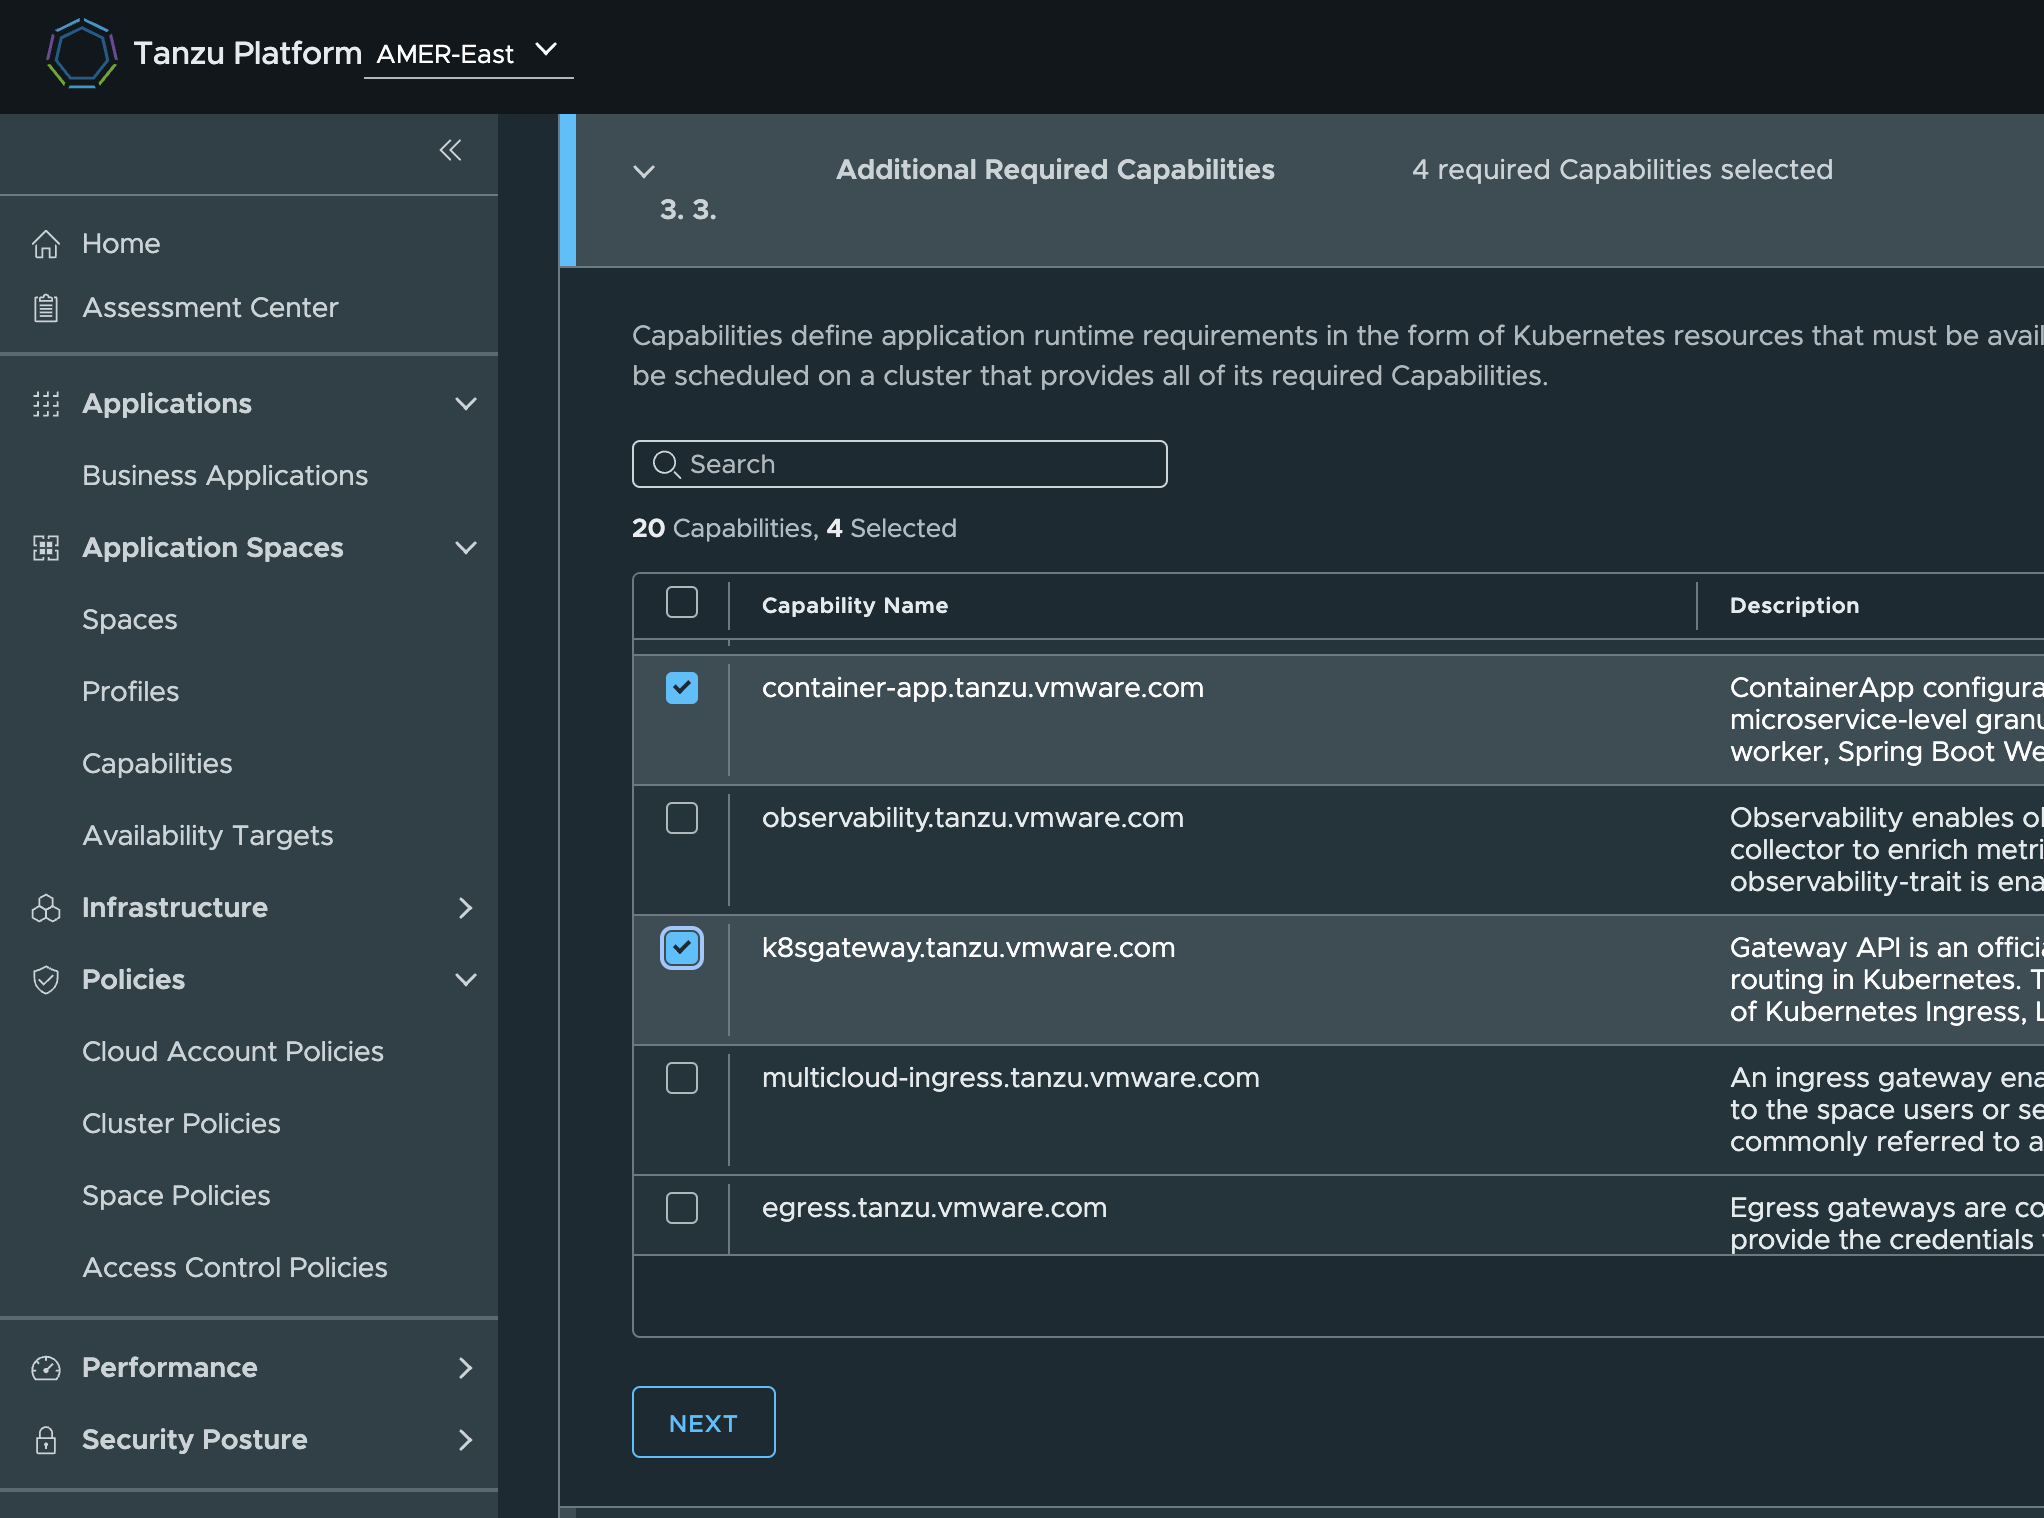 Tanzu Platform AMER-East
Home
Assessment Center
Applications
Business Applications
Application Spaces
Spaces
Profiles
Capabilities
Availability Targets
Infrastructure
Policies
Cloud Account Policies
Cluster Policies
Space Policies
Access Control Policies
Performance
Security Posture
Additional Required Capabilities 4 required Capabilities selected
3. 3.
Capabilities define application runtime requirements in the form of Kubernetes resources that must be avail
be scheduled on a cluster that provides all of its required Capabilities.
Search
20 Capabilities, 4 Selected
Capability Name Description
container-app.tanzu.vmware.com
ContainerApp configura
microservice-level granu
worker, Spring Boot We
observability.tanzu.vmware.com
Observability enables ol
collector to enrich metri
observability-trait is ena
k8sgateway.tanzu.vmware.com
Gateway API is an officia
routing in Kubernetes. T
of Kubernetes Ingress, L
multicloud-ingress.tanzu.vmware.com
An ingress gateway ena
to the space users or se
commonly referred to a
egress.tanzu.vmware.com
Egress gateways are co
provide the credentials
NEXT